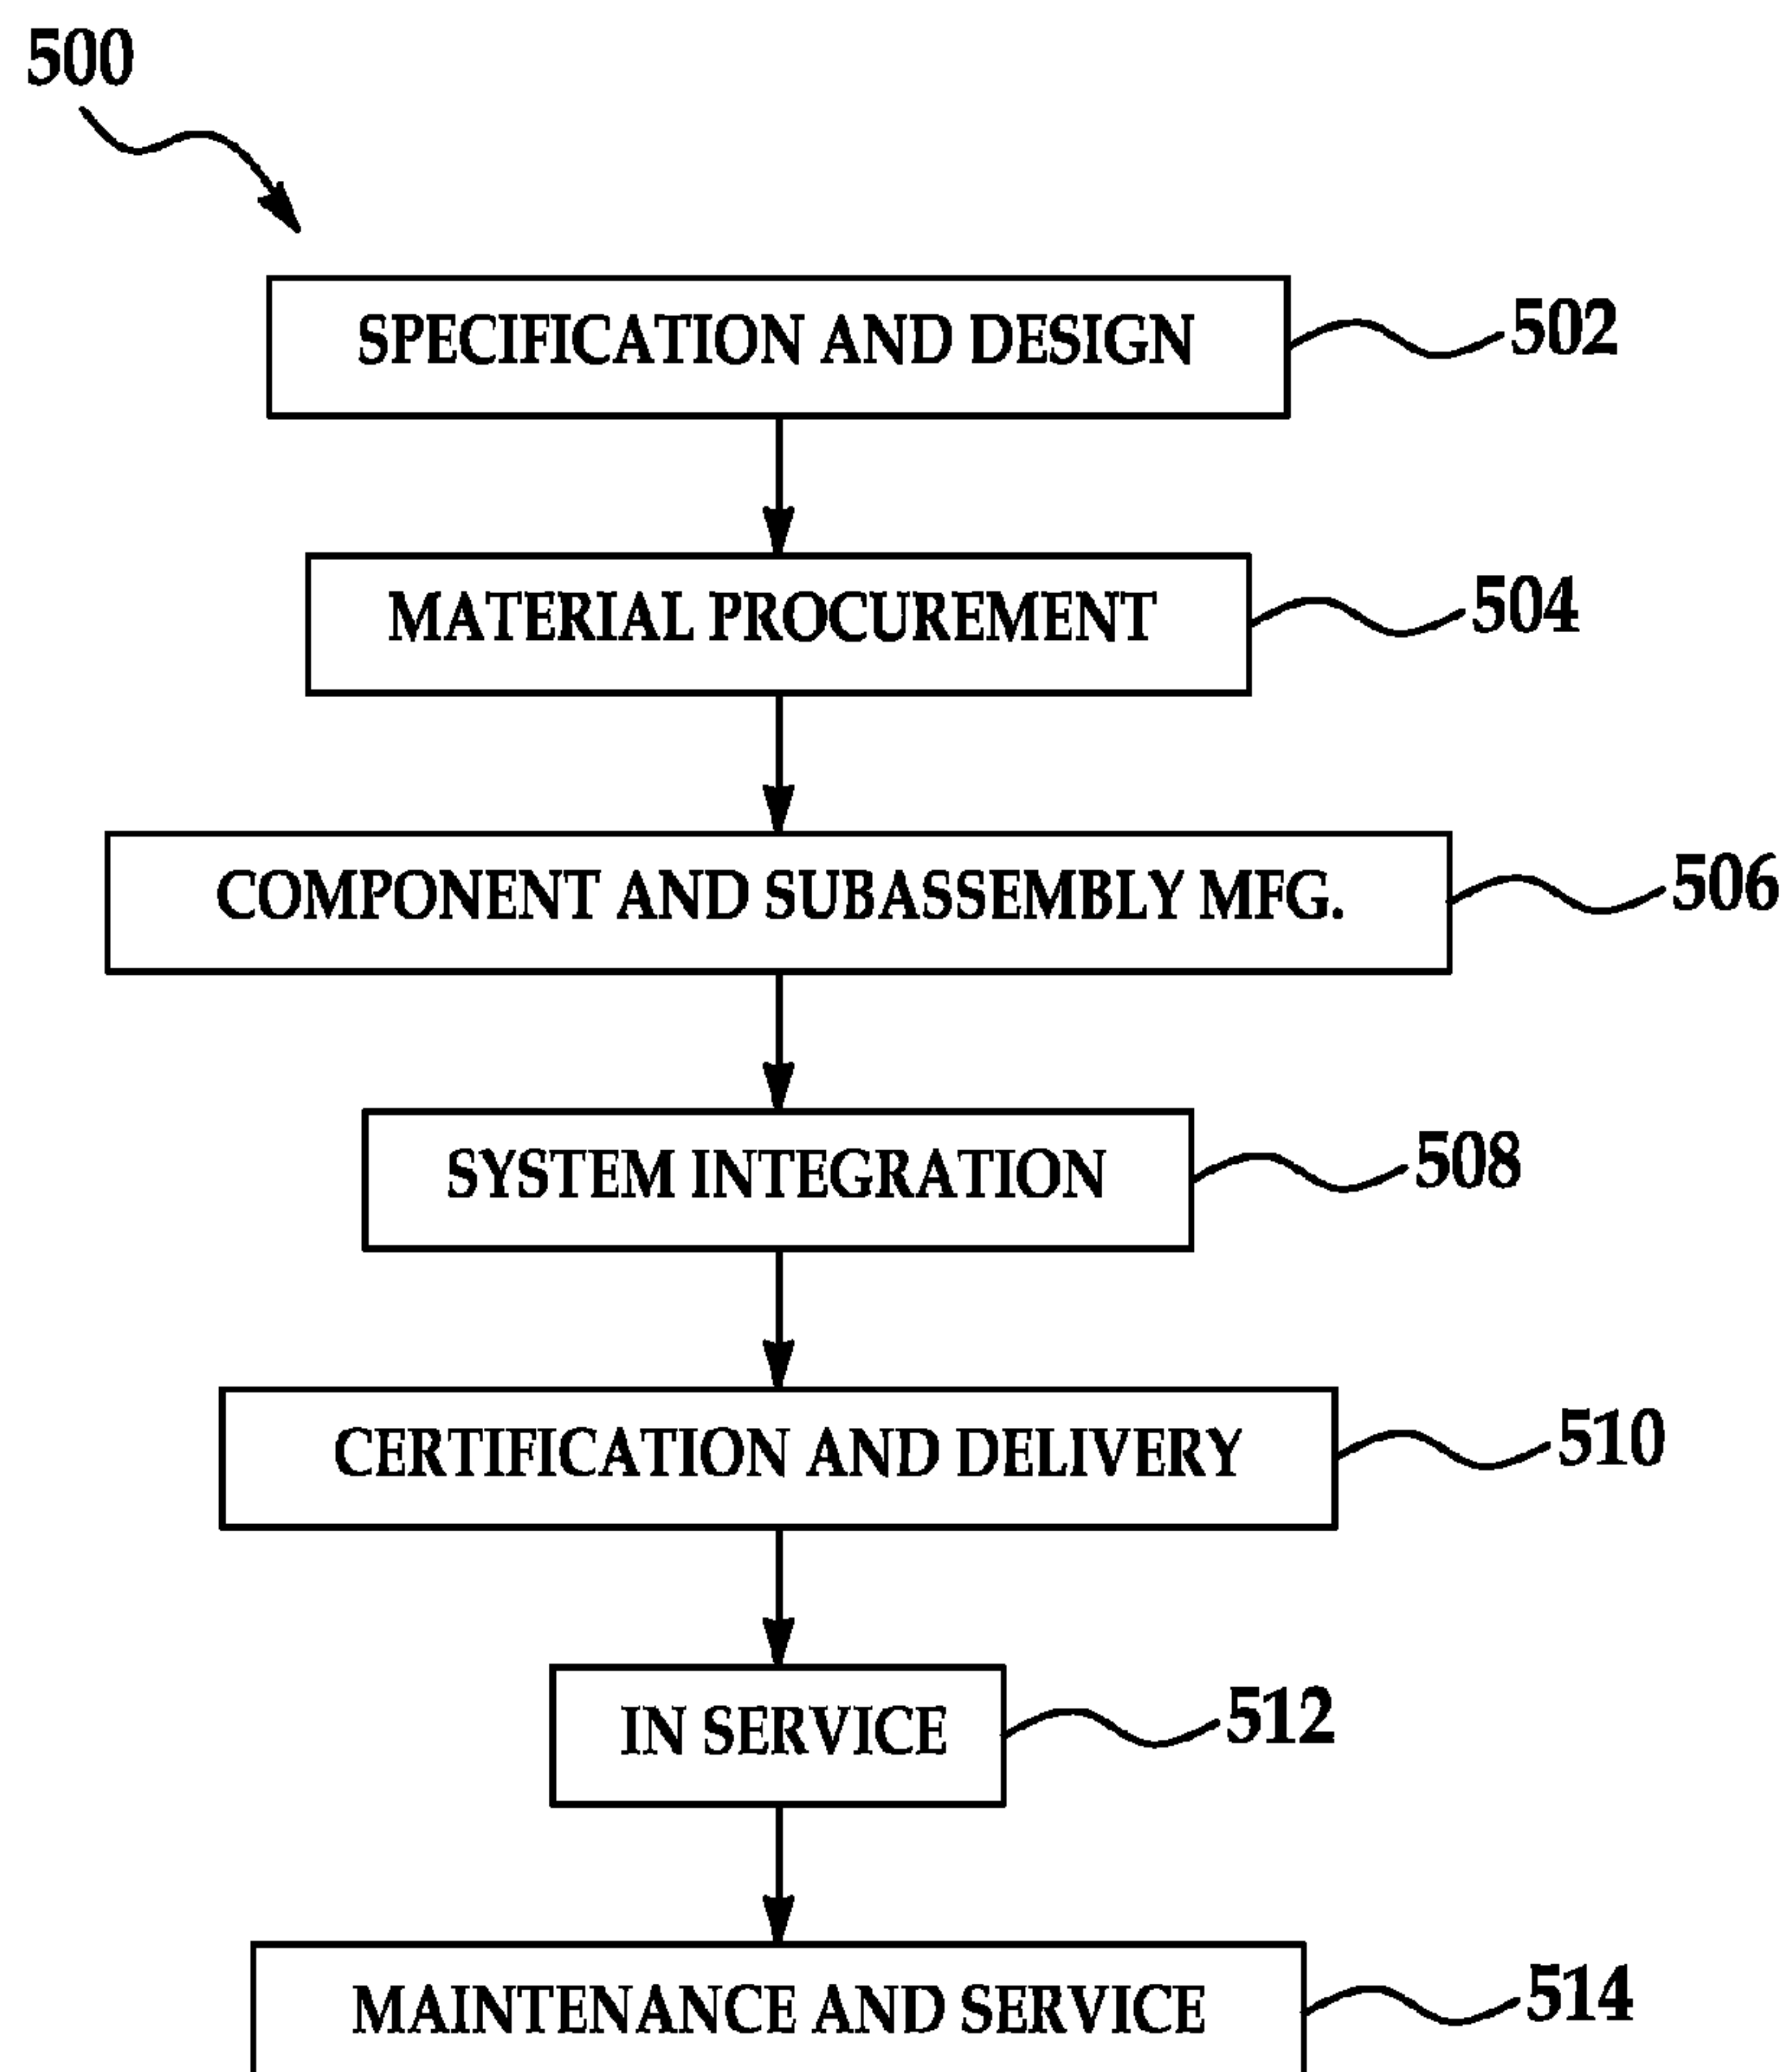 500
SPECIFICATION AND DESIGN 502
MATERIAL PROCUREMENT 504
COMPONENT AND SUBASSEMBLY MFG. 506
SYSTEM INTEGRATION 508
CERTIFICATION AND DELIVERY 510
IN SERVICE 512
MAINTENANCE AND SERVICE 514